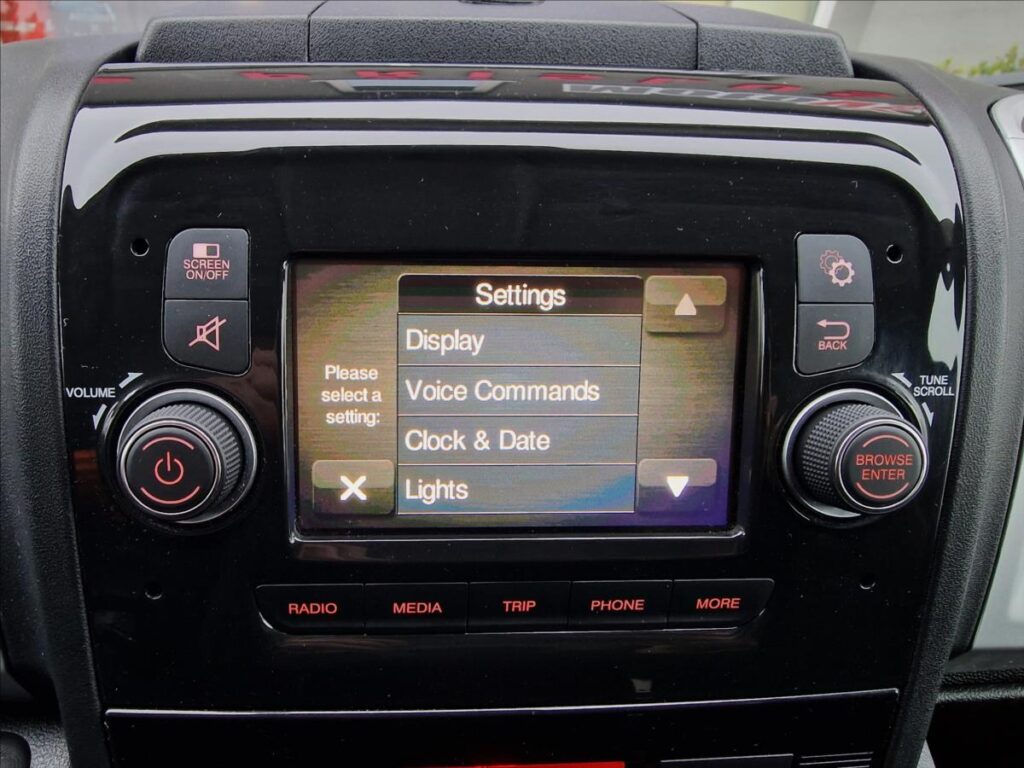 SCREEN
ON/OFF
Settings
Display
Voice Commands
Clock & Date
Lights
Please
select a
setting:
BACK
VOLUME
TUNE
SCROLL
BROWSE
ENTER
RADIO
MEDIA
TRIP
PHONE
MORE